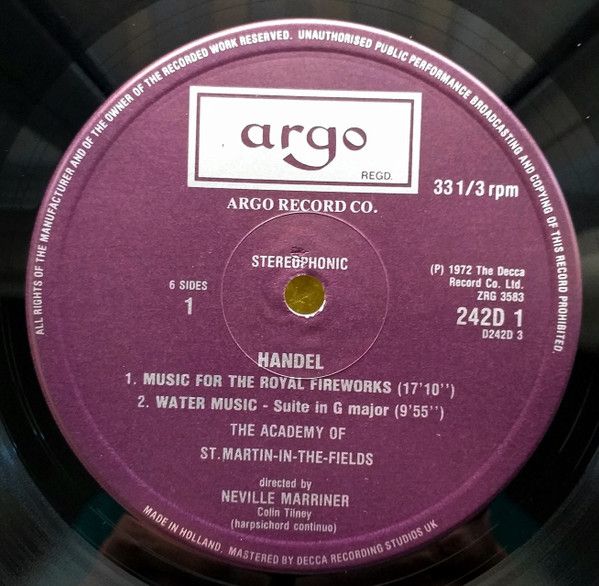 ALL RIGHTS OF THE MANUFACTURER AND OF THE OWNER OF THE RECORDED WORK RESERVED. UNAUTHORISED PUBLIC PERFORMANCE BROADCASTING AND COPYING OF THIS RECORD PROHIBITED.
argo
REGD.
33 1/3 rpm
ARGO RECORD CO.
STEREOPHONIC
6 SIDES
1
(P) 1972 The Decca
Record Co. Ltd.
ZRG 3583
242D 1
D242D 3
HANDEL
1. MUSIC FOR THE ROYAL FIREWORKS (17'10'')
2. WATER MUSIC - Suite in G major (9'55'')
THE ACADEMY OF
ST.MARTIN-IN-THE-FIELDS
directed by
NEVILLE MARRINER
Colin Tilney
(harpsichord continuo)
MADE IN HOLLAND. MASTERED BY DECCA RECORDING STUDIOS UK